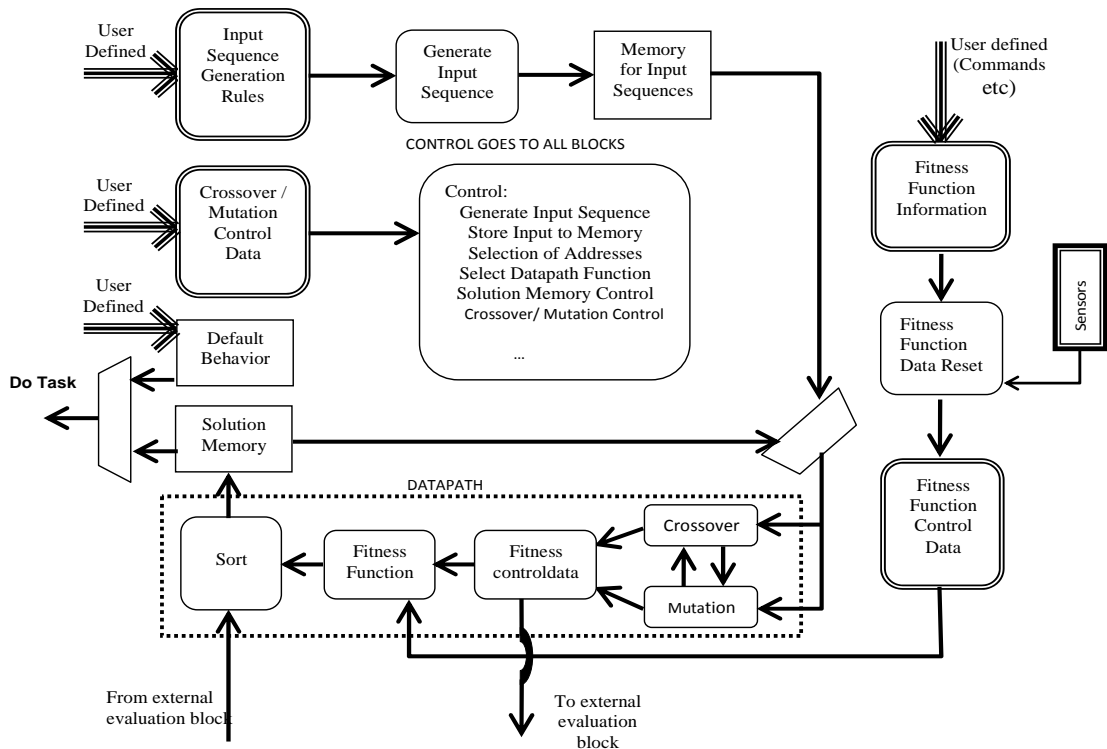 User
Defined
Input
Sequence
Generation
Rules
Generate
Input
Sequence
Memory
for Input
Sequences
User defined
(Commands
etc)
CONTROL GOES TO ALL BLOCKS
User
Defined
Crossover /
Mutation
Control
Data
Control:
Generate Input Sequence
Store Input to Memory
Selection of Addresses
Select Datapath Function
Solution Memory Control
Crossover/ Mutation Control
...
Fitness
Function
Information
User
Defined
Default
Behavior
Fitness
Function
Data Reset
Sensors
Do Task
Solution
Memory
DATAPATH
Sort
Fitness
Function
Fitness
controldata
Crossover
Mutation
Fitness
Function
Control
Data
From external
evaluation block
To external
evaluation
block